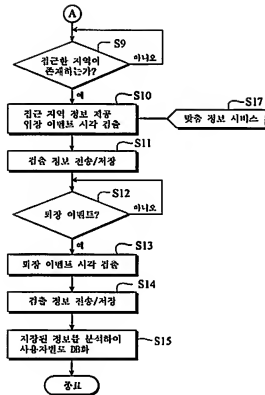 A
S9
접근한 지역이
존재하는가?
아니오
예
S10
접근 지역 정보 제공
입장 이벤트 시각 검출
S17
맞춤 정보 서비스
S11
검출 정보 전송/저장
S12
퇴장 이벤트?
아니오
예
S13
퇴장 이벤트 시각 검출
S14
검출 정보 전송/저장
저장된 정보를 분석하여
사용자별로 DB화
S15
종료